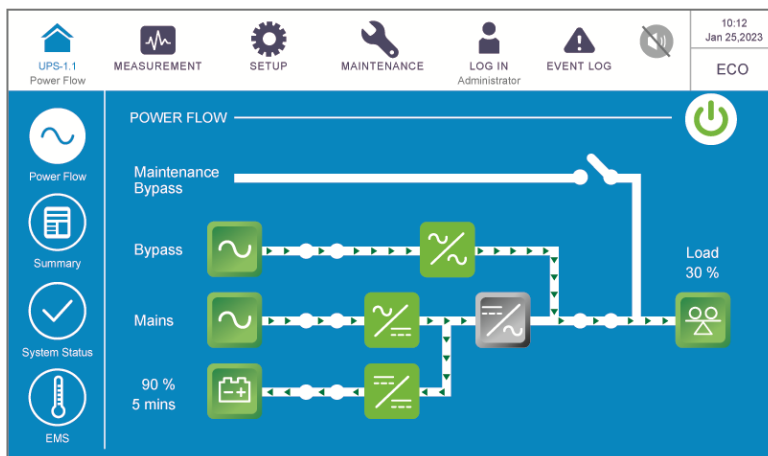 10:12
Jan 25,2023
ECO
UPS-1.1
Power Flow
MEASUREMENT
SETUP
MAINTENANCE
LOG IN
Administrator
EVENT LOG
POWER FLOW
Power Flow
Summary
System Status
EMS
Maintenance
Bypass
Bypass
Mains
90 %
5 mins
Load
30 %